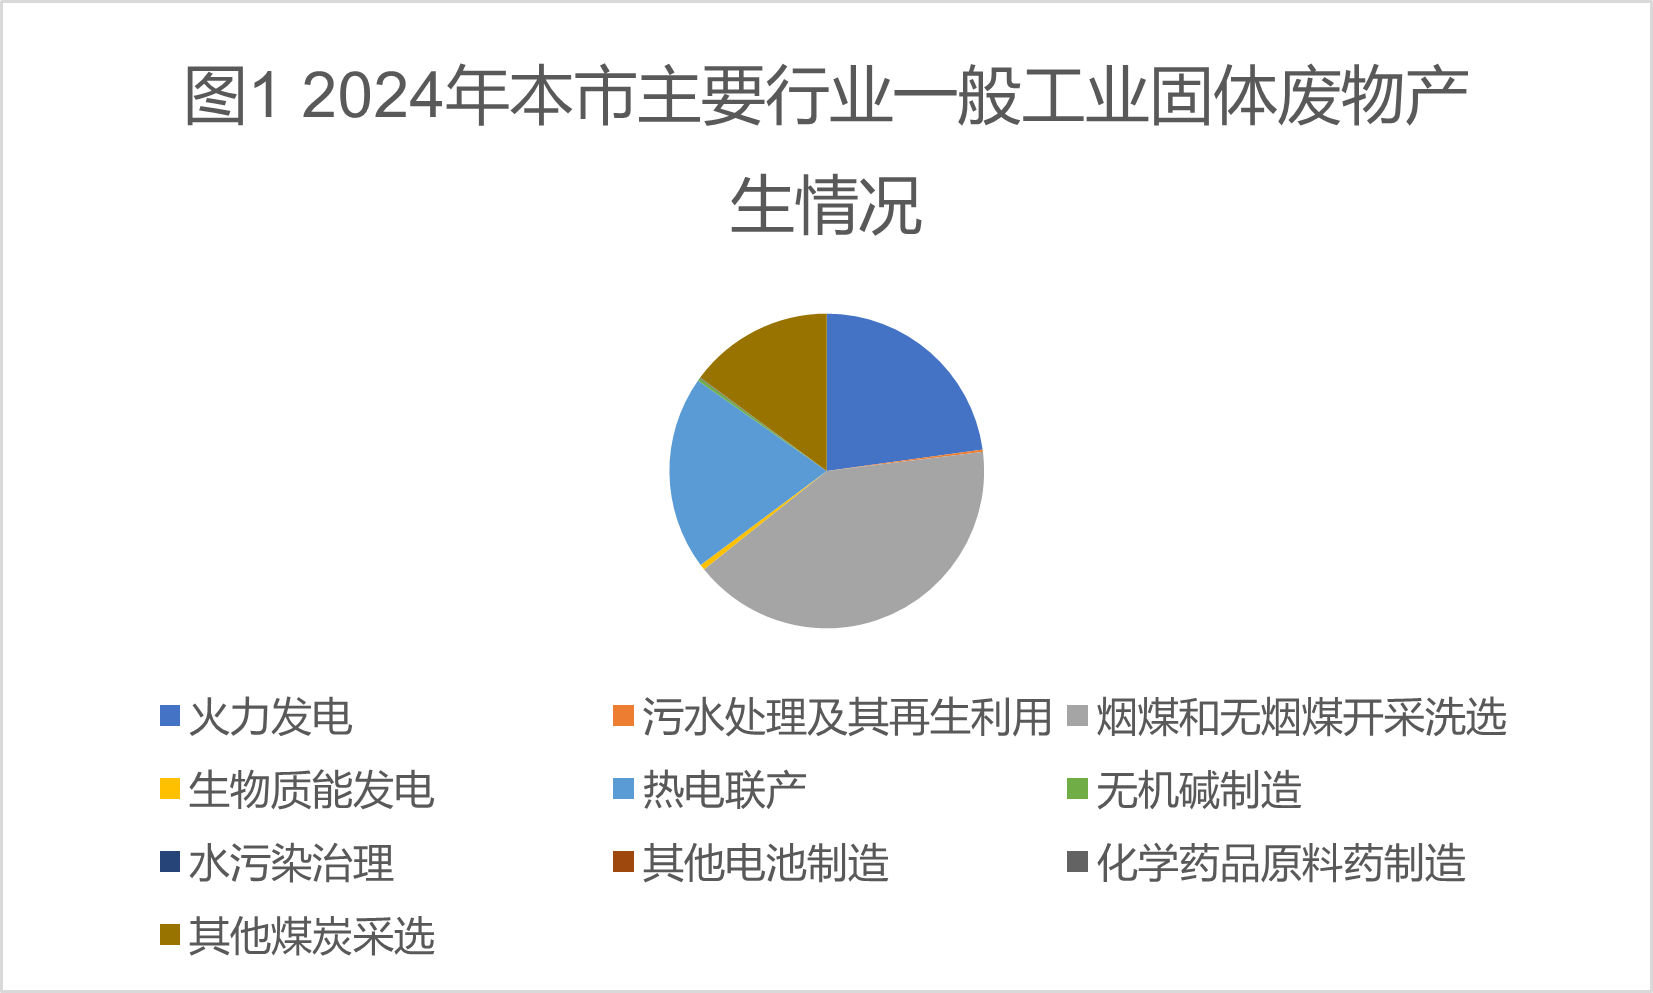 图1 2024年本市主要行业一般工业固体废物产
生情况
火力发电
污水处理及其再生利用
烟煤和无烟煤开采洗选
生物质能发电
热电联产
无机碱制造
水污染治理
其他电池制造
化学药品原料药制造
其他煤炭采选